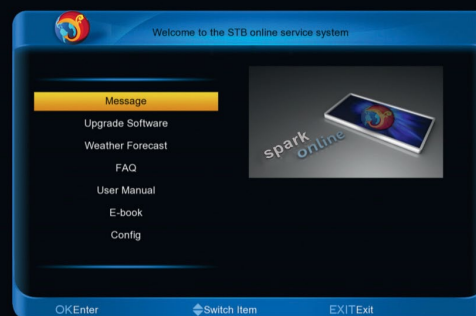 Welcome to the STB online service system
Message
Upgrade Software
Weather Forecast
FAQ
User Manual
E-book
Config
spark
online
OKEnter
Switch Item
EXITExit